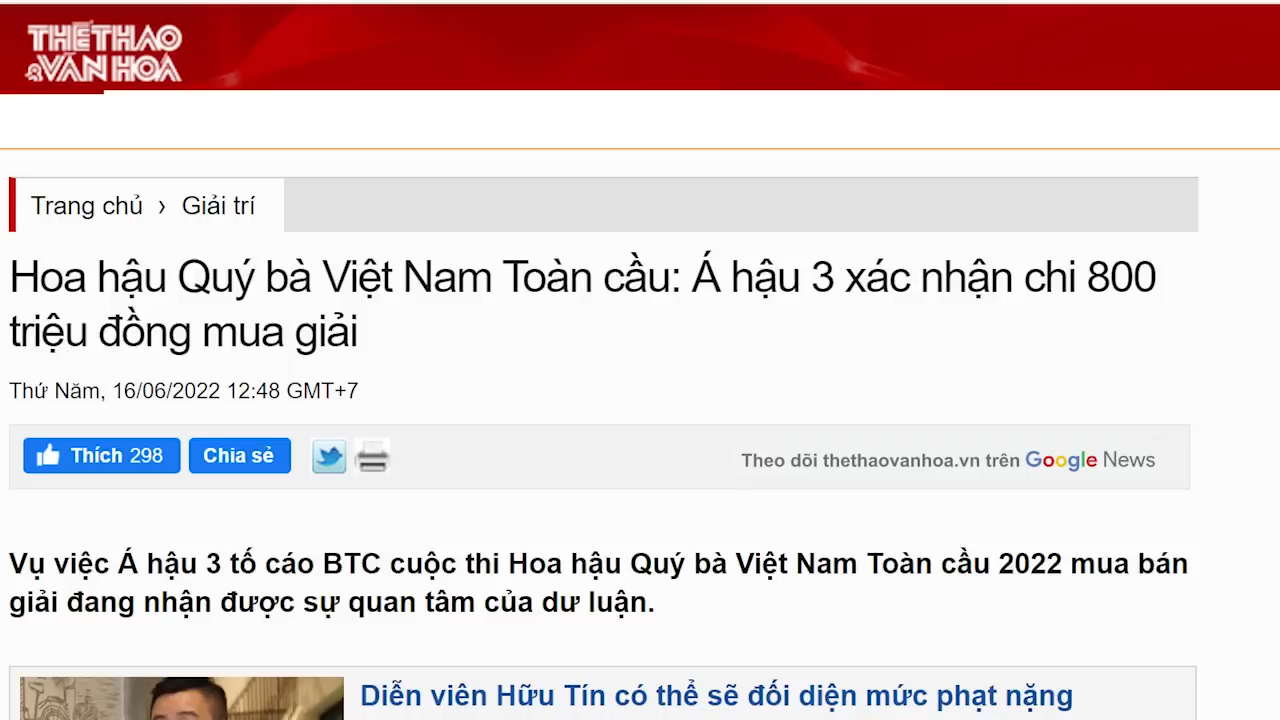 THỂ THAO
& VĂN HOÁ
Trang chủ › Giải trí
Hoa hậu Quý bà Việt Nam Toàn cầu: Á hậu 3 xác nhận chi 800
triệu đồng mua giải
Thứ Năm, 16/06/2022 12:48 GMT+7
Thích 298 Chia sẻ
Theo dõi thethaovanhoa.vn trên Google News
Vụ việc Á hậu 3 tố cáo BTC cuộc thi Hoa hậu Quý bà Việt Nam Toàn cầu 2022 mua bán
giải đang nhận được sự quan tâm của dư luận.
Diễn viên Hữu Tín có thể sẽ đối diện mức phạt nặng